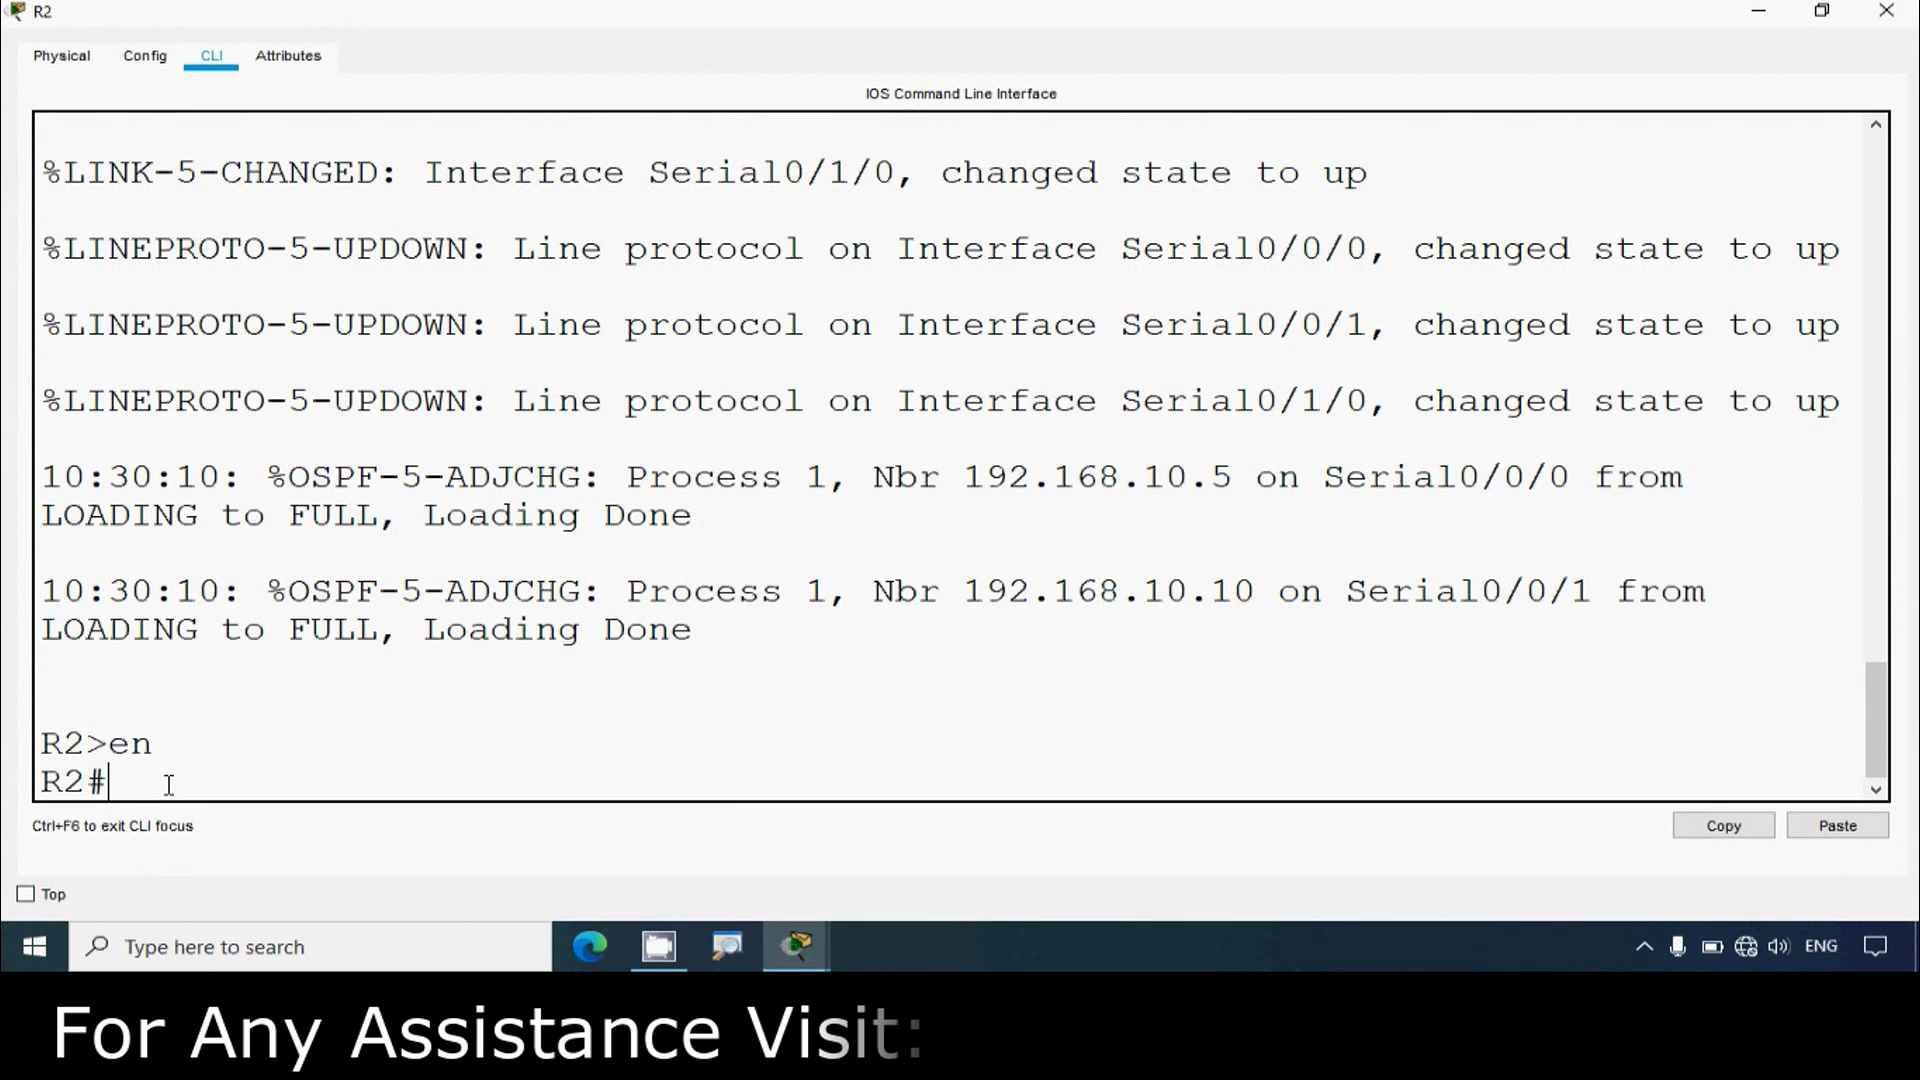 R2
Physical Config CLI Attributes
IOS Command Line Interface
%LINK-5-CHANGED: Interface Serial0/1/0, changed state to up
%LINEPROTO-5-UPDOWN: Line protocol on Interface Serial0/0/0, changed state to up
%LINEPROTO-5-UPDOWN: Line protocol on Interface Serial0/0/1, changed state to up
%LINEPROTO-5-UPDOWN: Line protocol on Interface Serial0/1/0, changed state to up
10:30:10: %OSPF-5-ADJCHG: Process 1, Nbr 192.168.10.5 on Serial0/0/0 from
LOADING to FULL, Loading Done
10:30:10: %OSPF-5-ADJCHG: Process 1, Nbr 192.168.10.10 on Serial0/0/1 from
LOADING to FULL, Loading Done
R2>en
R2#
Ctrl+F6 to exit CLI focus
Copy Paste
Top
Type here to search
ENG
For Any Assistance Visit: